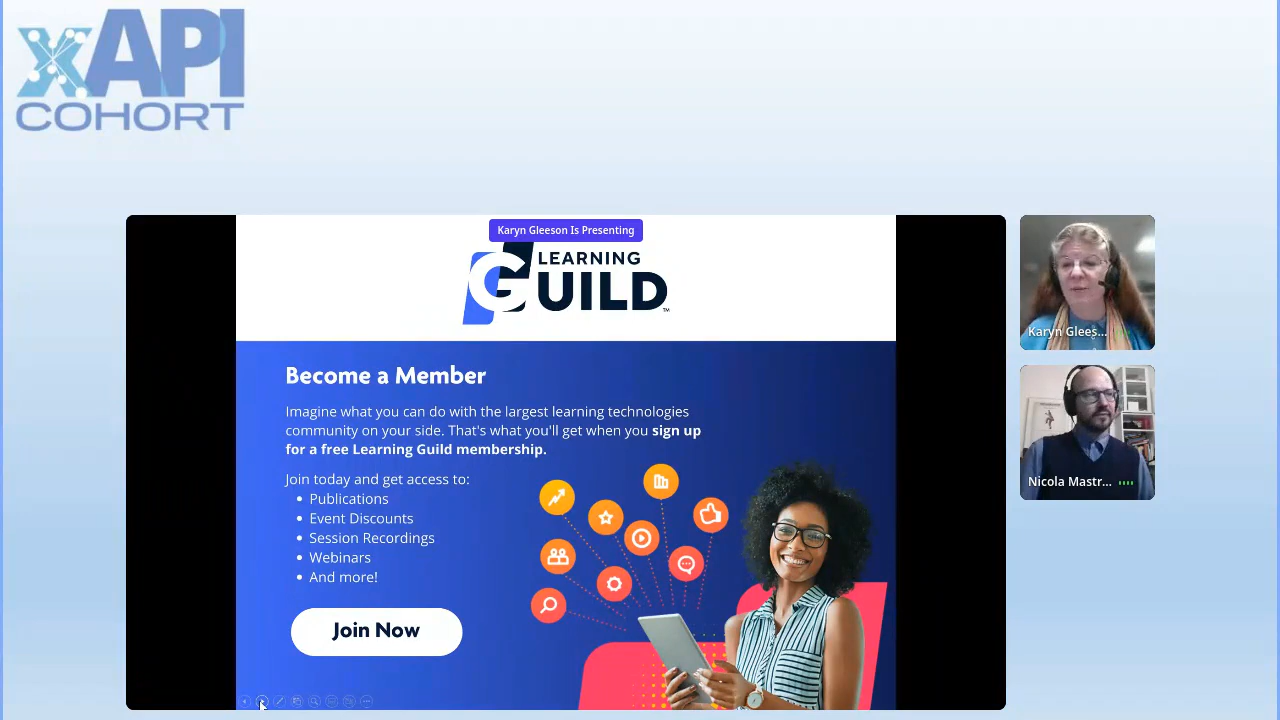 xAPI
COHORT
Karyn Gleeson Is Presenting
LEARNING
GUILD™
Become a Member
Imagine what you can do with the largest learning technologies
community on your side. That's what you'll get when you sign up
for a free Learning Guild membership.
Join today and get access to:
• Publications
• Event Discounts
• Session Recordings
• Webinars
• And more!
Join Now
Karyn Glees...
Nicola Mastr...